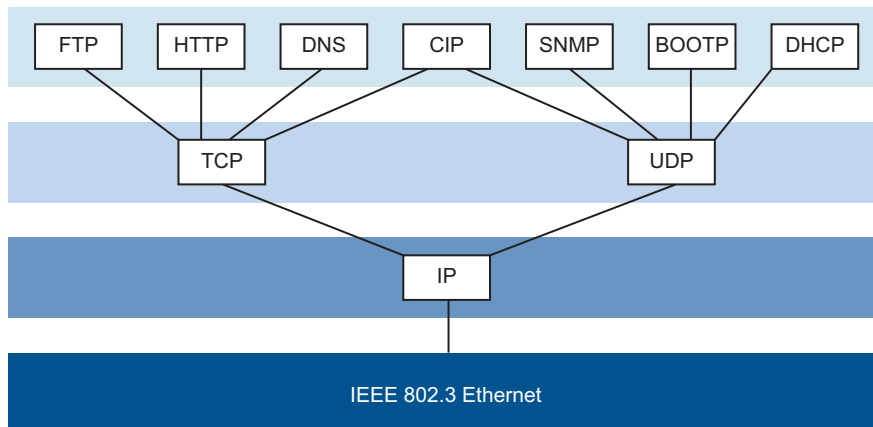 FTP
HTTP
DNS
CIP
SNMP
BOOTP
DHCP
TCP
UDP
IP
IEEE 802.3 Ethernet